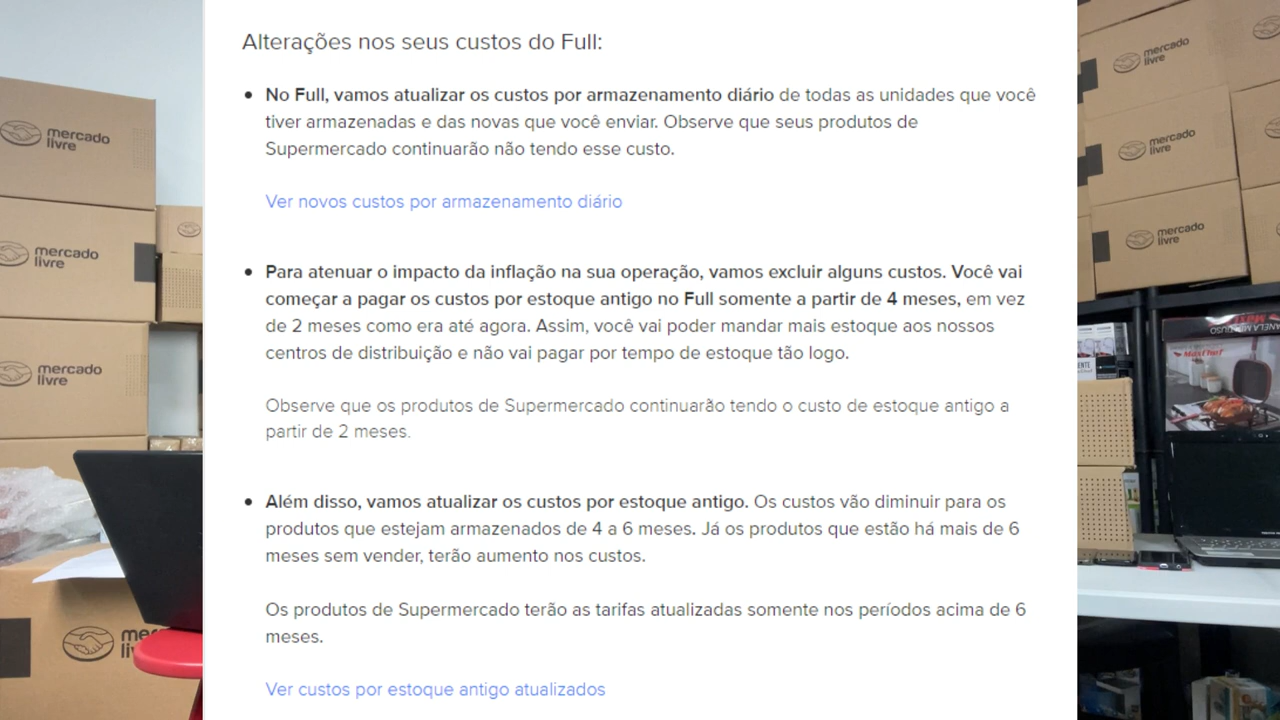 Alterações nos seus custos do Full:
No Full, vamos atualizar os custos por armazenamento diário de todas as unidades que você
tiver armazenadas e das novas que você enviar. Observe que seus produtos de
Supermercado continuarão não tendo esse custo.
Ver novos custos por armazenamento diário
Para atenuar o impacto da inflação na sua operação, vamos excluir alguns custos. Você vai
começar a pagar os custos por estoque antigo no Full somente a partir de 4 meses, em vez
de 2 meses como era até agora. Assim, você vai poder mandar mais estoque aos nossos
centros de distribuição e não vai pagar por tempo de estoque tão logo.
Observe que os produtos de Supermercado continuarão tendo o custo de estoque antigo a
partir de 2 meses.
Além disso, vamos atualizar os custos por estoque antigo. Os custos vão diminuir para os
produtos que estejam armazenados de 4 a 6 meses. Já os produtos que estão há mais de 6
meses sem vender, terão aumento nos custos.
Os produtos de Supermercado terão as tarifas atualizadas somente nos períodos acima de 6
meses.
Ver custos por estoque antigo atualizados
mercado
livre
mercado
livre
mercado
livre
mercado
livre
mercado
livre
mercado
livre